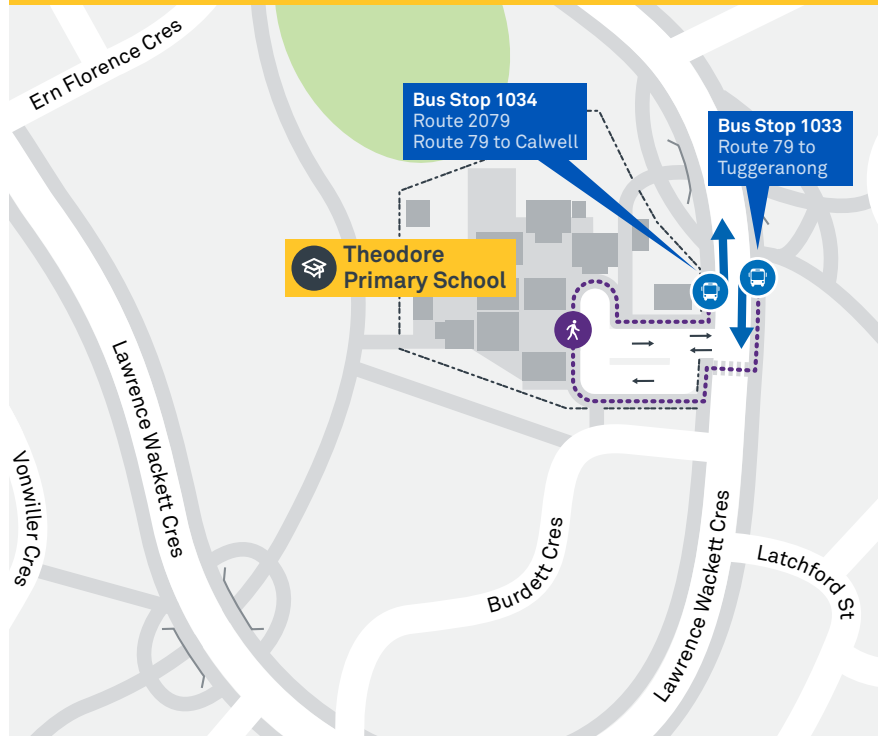 Ern Florence Cres
Bus Stop 1034
Route 2079
Route 79 to Calwell
Bus Stop 1033
Route 79 to
Tuggeranong
Theodore
Primary School
Lawrence Wackett Cres
Vonwiller Cres
Burdett Cres
Lawrence Wackett Cres
Latchford St